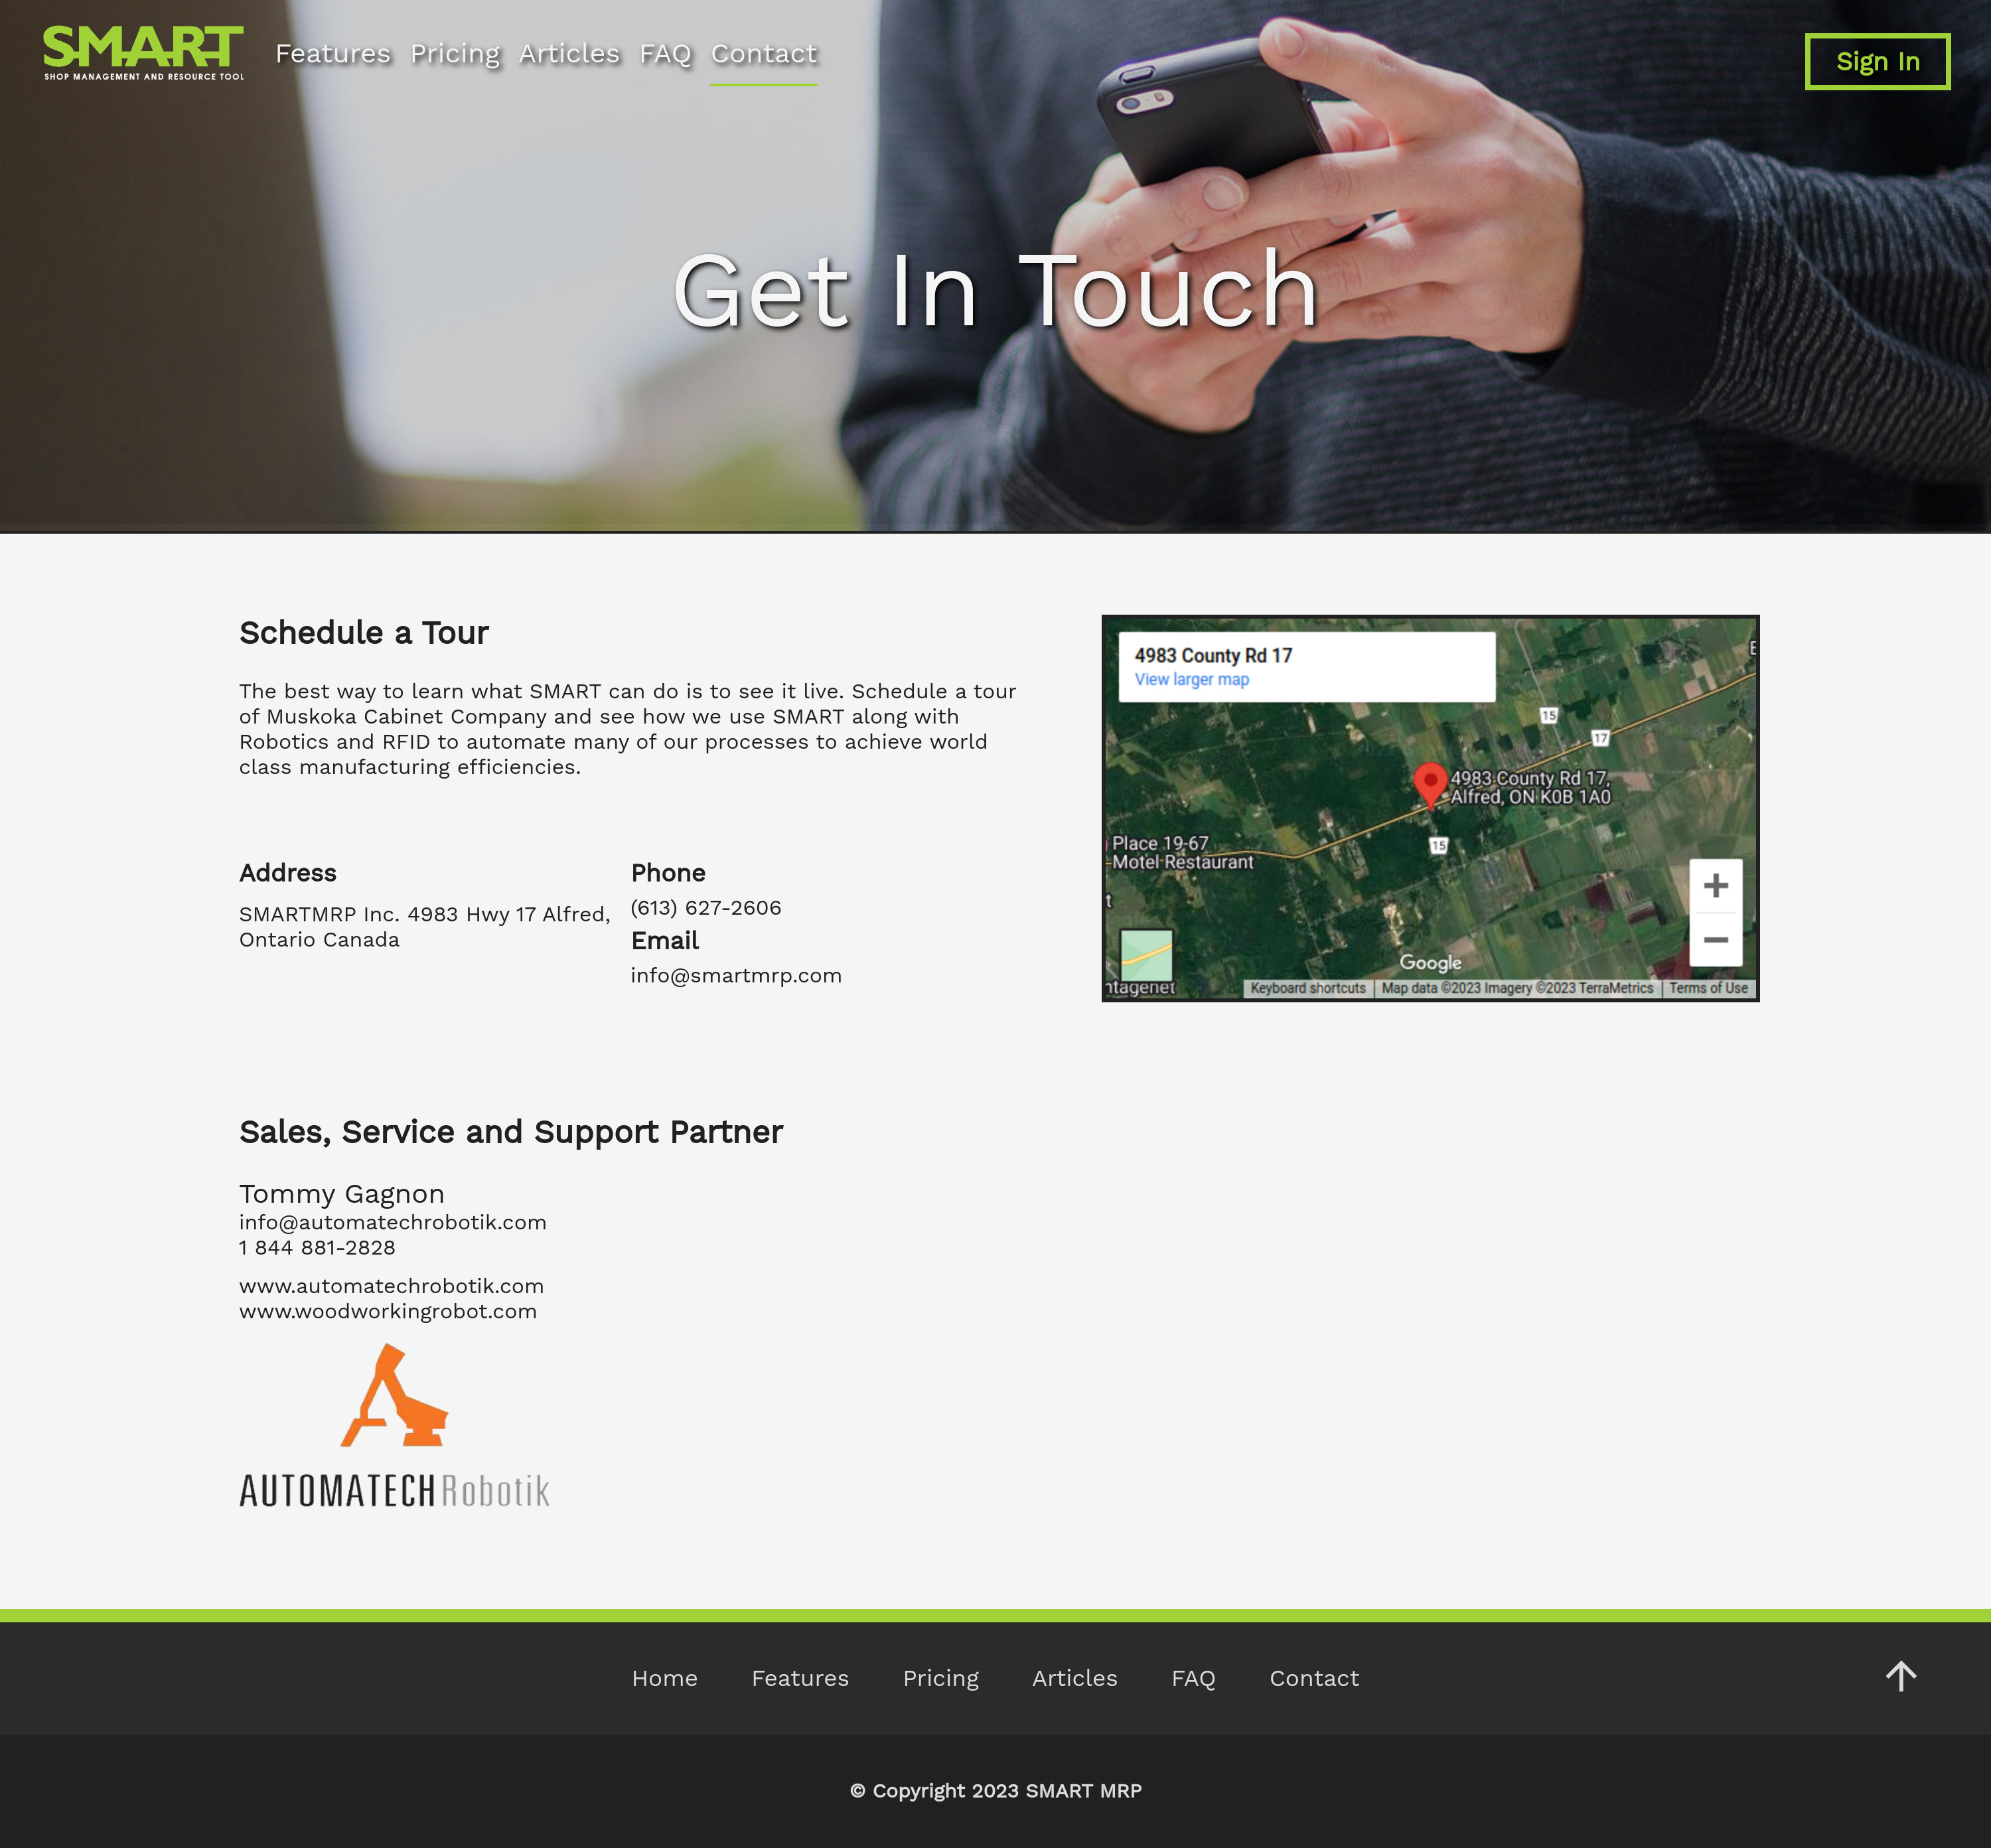 SMART
SHOP MANAGEMENT AND RESOURCE TOOL
Features Pricing Articles FAQ Contact
Sign In
Get In Touch
Schedule a Tour
The best way to learn what SMART can do is to see it live. Schedule a tour
of Muskoka Cabinet Company and see how we use SMART along with
Robotics and RFID to automate many of our processes to achieve world
class manufacturing efficiencies.
Address
SMARTMRP Inc. 4983 Hwy 17 Alfred,
Ontario Canada
Phone
(613) 627-2606
Email
info@smartmrp.com
4983 County Rd 17
View larger map
E
15
17
4983 County Rd 17,
Alfred, ON K0B 1A0
15
Place 19-67
Motel Restaurant
t
ntagenet
Google
Keyboard shortcuts
Map data ©2023 Imagery ©2023 TerraMetrics
Terms of Use
Sales, Service and Support Partner
Tommy Gagnon
info@automatechrobotik.com
1 844 881-2828
www.automatechrobotik.com
www.woodworkingrobot.com
AUTOMATECH Robotik
Home Features Pricing Articles FAQ Contact
© Copyright 2023 SMART MRP